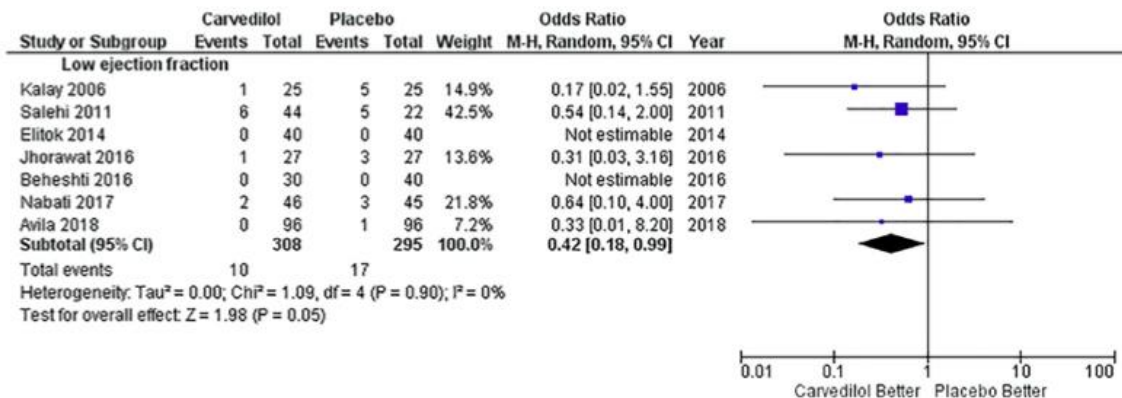 Carvedilol Placebo Odds Ratio Odds Ratio
Study or Subgroup Events Total Events Total Weight M-H, Random, 95% CI Year M-H, Random, 95% CI
Low ejection fraction
Kalay 2006 1 25 5 25 14.9% 0.17 [0.02, 1.55] 2006
Salehi 2011 6 44 5 22 42.5% 0.54 [0.14, 2.00] 2011
Elitok 2014 0 40 0 40 Not estimable 2014
Jhorawat 2016 1 27 3 27 13.6% 0.31 [0.03, 3.16] 2016
Beheshti 2016 0 30 0 40 Not estimable 2016
Nabati 2017 2 46 3 45 21.8% 0.64 [0.10, 4.00] 2017
Avila 2018 0 96 1 96 7.2% 0.33 [0.01, 8.20] 2018
Subtotal (95% CI) 308 295 100.0% 0.42 [0.18, 0.99]
Total events 10 17
Heterogeneity: Tau² = 0.00; Chi² = 1.09, df = 4 (P = 0.90); I² = 0%
Test for overall effect: Z = 1.98 (P = 0.05)
0.01 0.1 1 10 100
Carvedilol Better Placebo Better